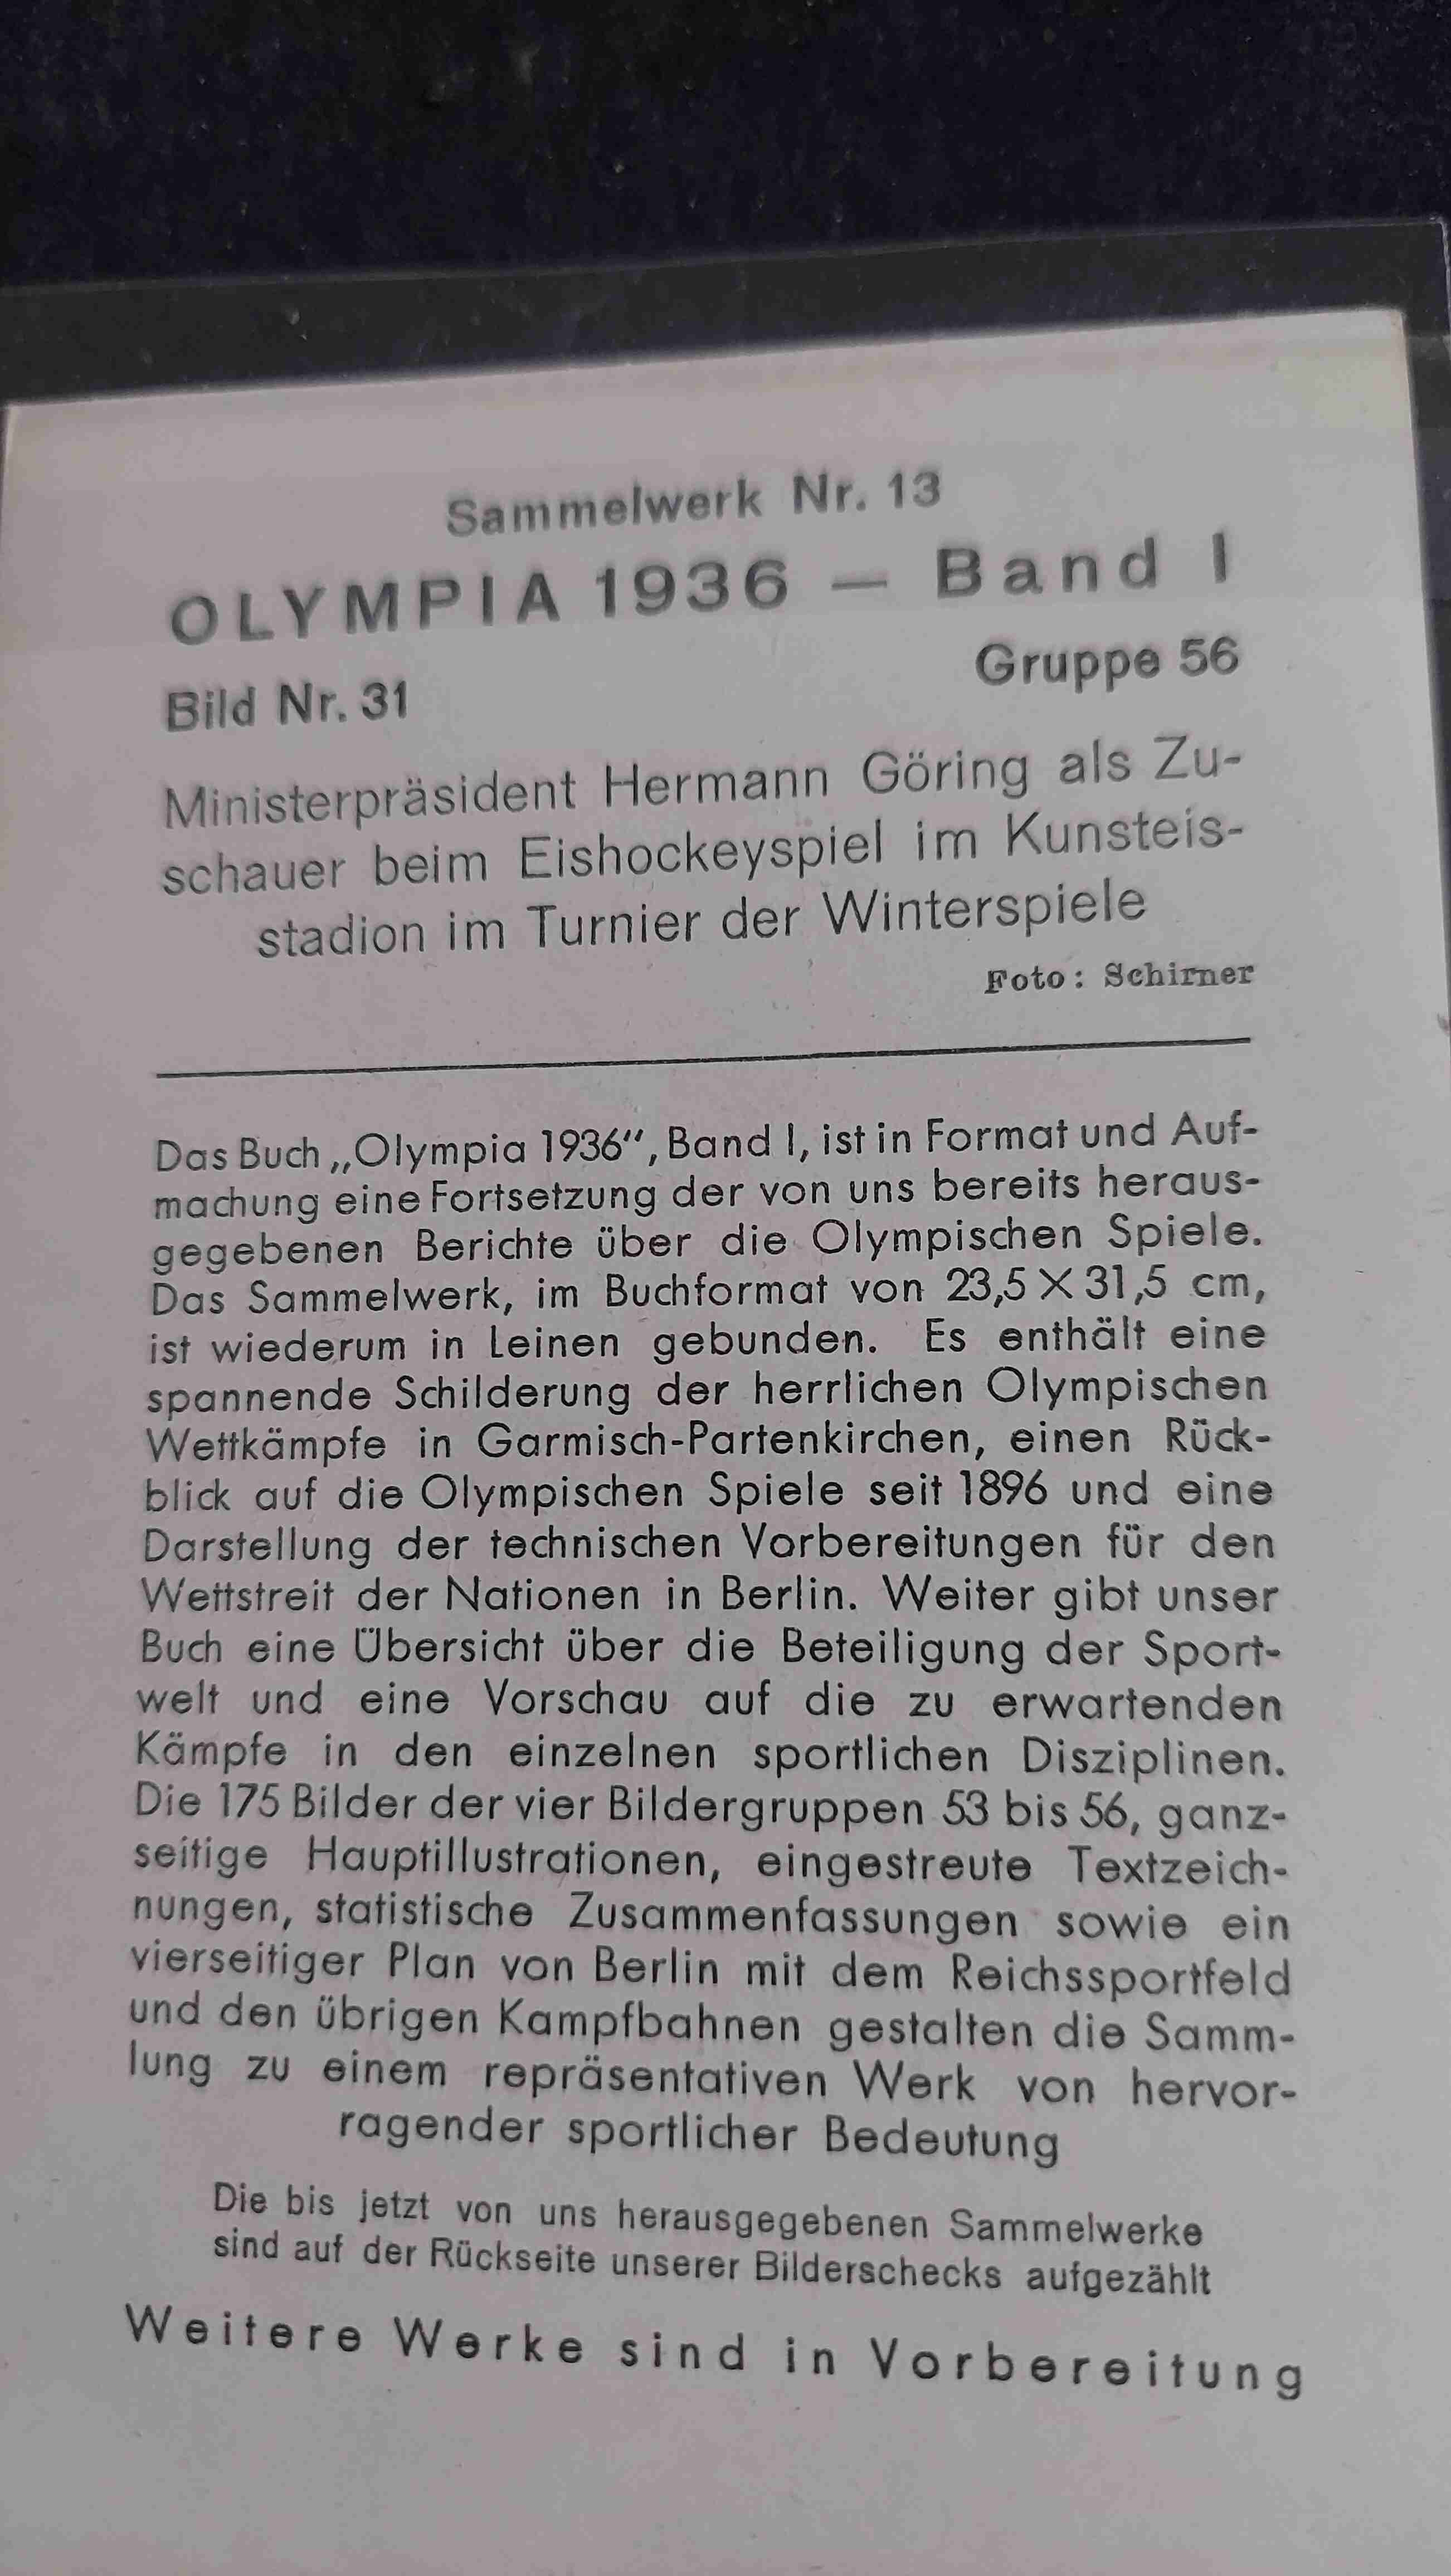 Sammelwerk Nr. 13
OLYMPIA 1936 — Band I
Bild Nr. 31 Gruppe 56
Ministerpräsident Hermann Göring als Zu-
schauer beim Eishockeyspiel im Kunsteis-
stadion im Turnier der Winterspiele
Foto: Schirner
Das Buch „Olympia 1936“, Band I, ist in Format und Auf-
machung eine Fortsetzung der von uns bereits heraus-
gegebenen Berichte über die Olympischen Spiele.
Das Sammelwerk, im Buchformat von 23,5 × 31,5 cm,
ist wiederum in Leinen gebunden. Es enthält eine
spannende Schilderung der herrlichen Olympischen
Wettkämpfe in Garmisch-Partenkirchen, einen Rück-
blick auf die Olympischen Spiele seit 1896 und eine
Darstellung der technischen Vorbereitungen für den
Wettstreit der Nationen in Berlin. Weiter gibt unser
Buch eine Übersicht über die Beteiligung der Sport-
welt und eine Vorschau auf die zu erwartenden
Kämpfe in den einzelnen sportlichen Disziplinen.
Die 175 Bilder der vier Bildergruppen 53 bis 56, ganz-
seitige Hauptillustrationen, eingestreute Textzeich-
nungen, statistische Zusammenfassungen sowie ein
vierseitiger Plan von Berlin mit dem Reichssportfeld
und den übrigen Kampfbahnen gestalten die Samm-
lung zu einem repräsentativen Werk von hervor-
ragender sportlicher Bedeutung
Die bis jetzt von uns herausgegebenen Sammelwerke
sind auf der Rückseite unserer Bilderschecks aufgezählt
Weitere Werke sind in Vorbereitung